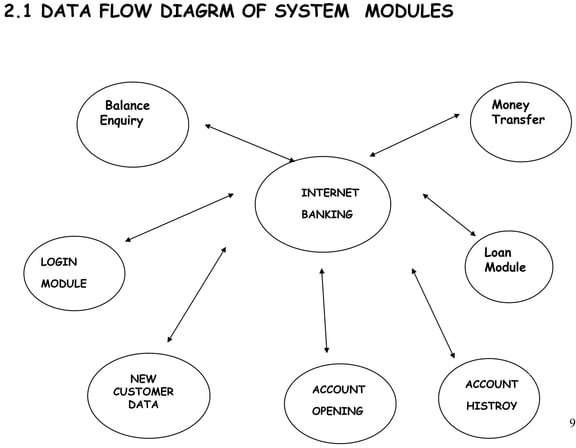 2.1 DATA FLOW DIAGRM OF SYSTEM MODULES
Balance
Enquiry
Money
Transfer
INTERNET
BANKING
LOGIN
MODULE
Loan
Module
NEW
CUSTOMER
DATA
ACCOUNT
OPENING
ACCOUNT
HISTROY
9